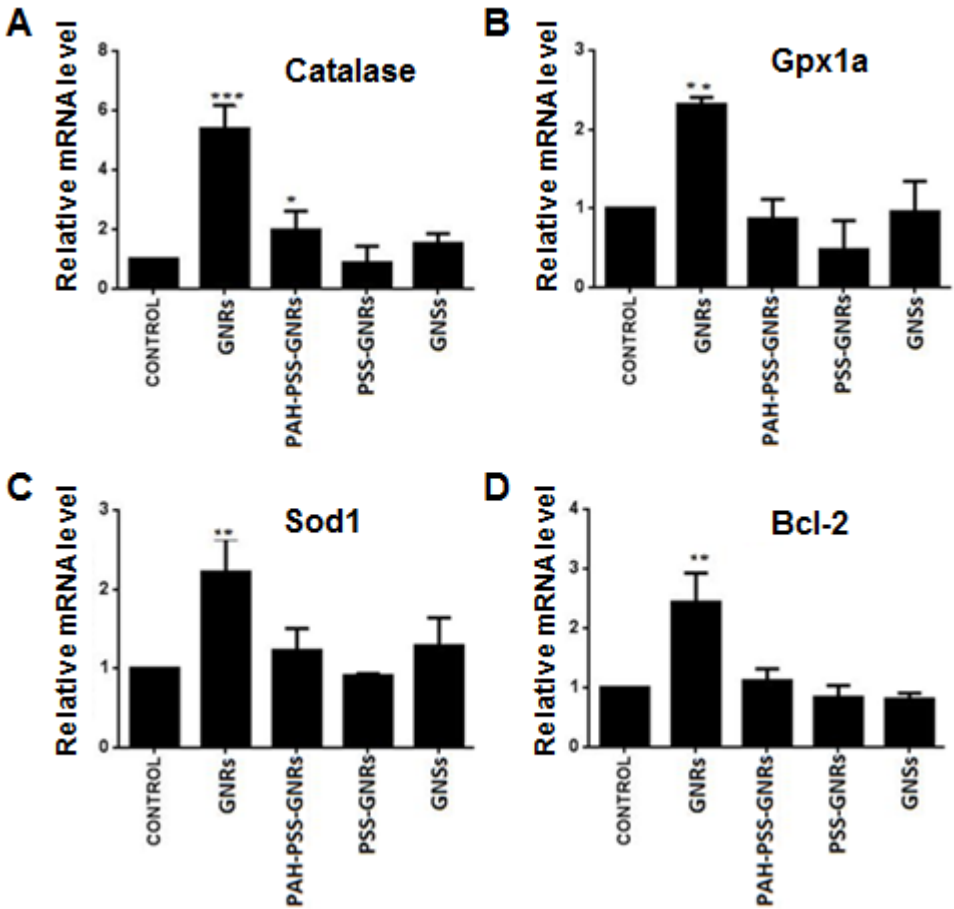 A
Relative mRNA level
8
6
4
2
0
Catalase
***
*
CONTROL
GNRs
PAH-PSS-GNRs
PSS-GNRs
GNSs
B
Relative mRNA level
3
2
1
0
Gpx1a
**
CONTROL
GNRs
PAH-PSS-GNRs
PSS-GNRs
GNSs
C
Relative mRNA level
3
2
1
0
Sod1
**
CONTROL
GNRs
PAH-PSS-GNRs
PSS-GNRs
GNSs
D
Relative mRNA level
4
3
2
1
0
Bcl-2
**
CONTROL
GNRs
PAH-PSS-GNRs
PSS-GNRs
GNSs